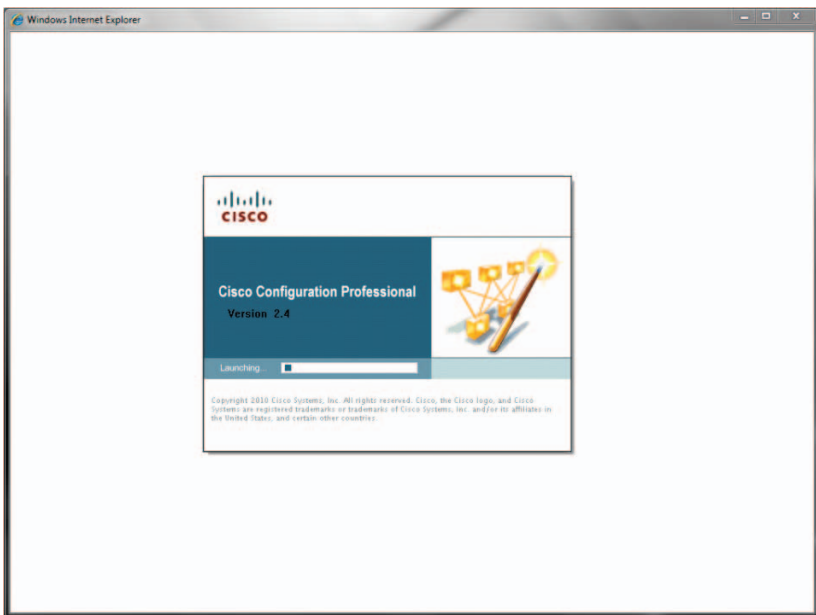 Windows Internet Explorer
CISCO
Cisco Configuration Professional
Version 2.4
Launching...
Copyright 2010 Cisco Systems, Inc. All rights reserved. Cisco, the Cisco logo, and Cisco
Systems are registered trademarks or trademarks of Cisco Systems, Inc. and/or its affiliates in
the United States, and certain other countries.